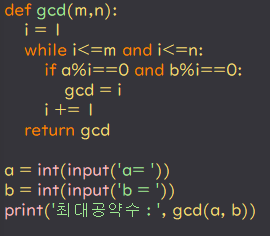 def gcd(m,n):
    i = 1
    while i<=m and i<=n:
        if a%i==0 and b%i==0:
            gcd = i
        i += 1
    return gcd
a = int(input('a= '))
b = int(input('b = '))
print('최대공약수 : ', gcd(a, b))